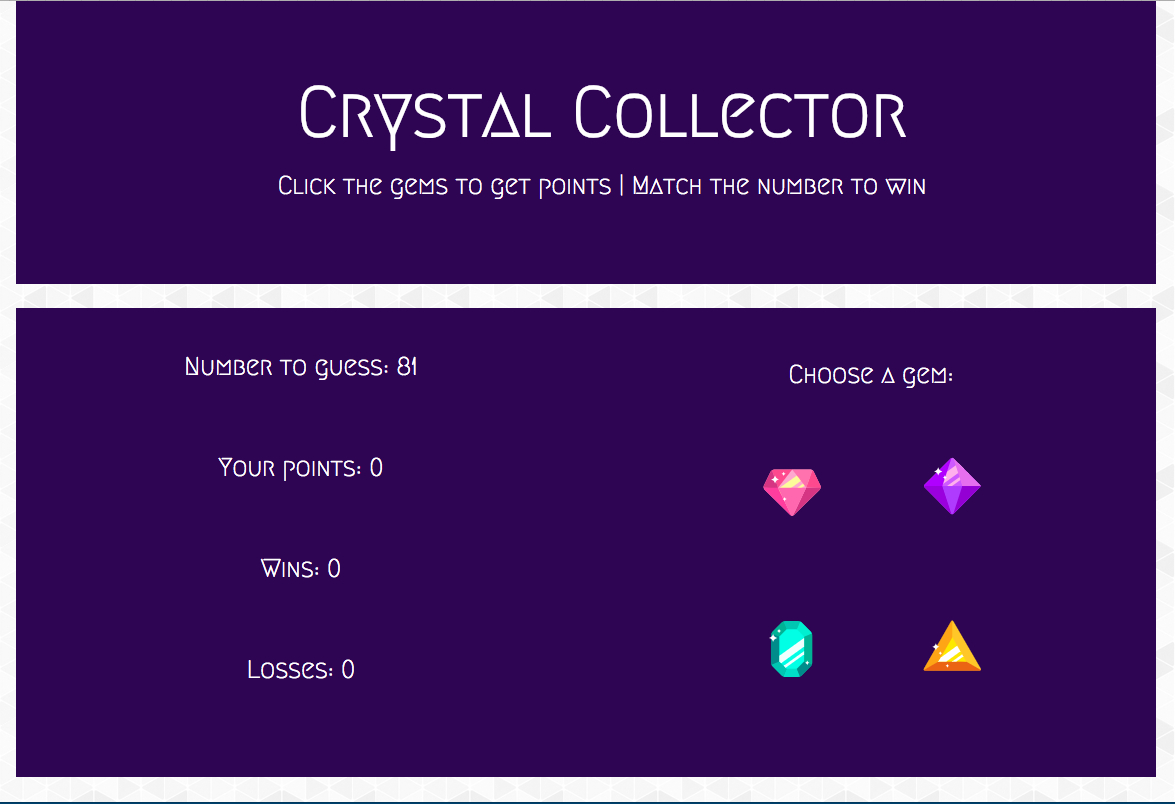 Crystal Collector
Click the gems to get points | Match the number to win
Number to guess: 81
Your points: 0
Wins: 0
Losses: 0
Choose a gem: